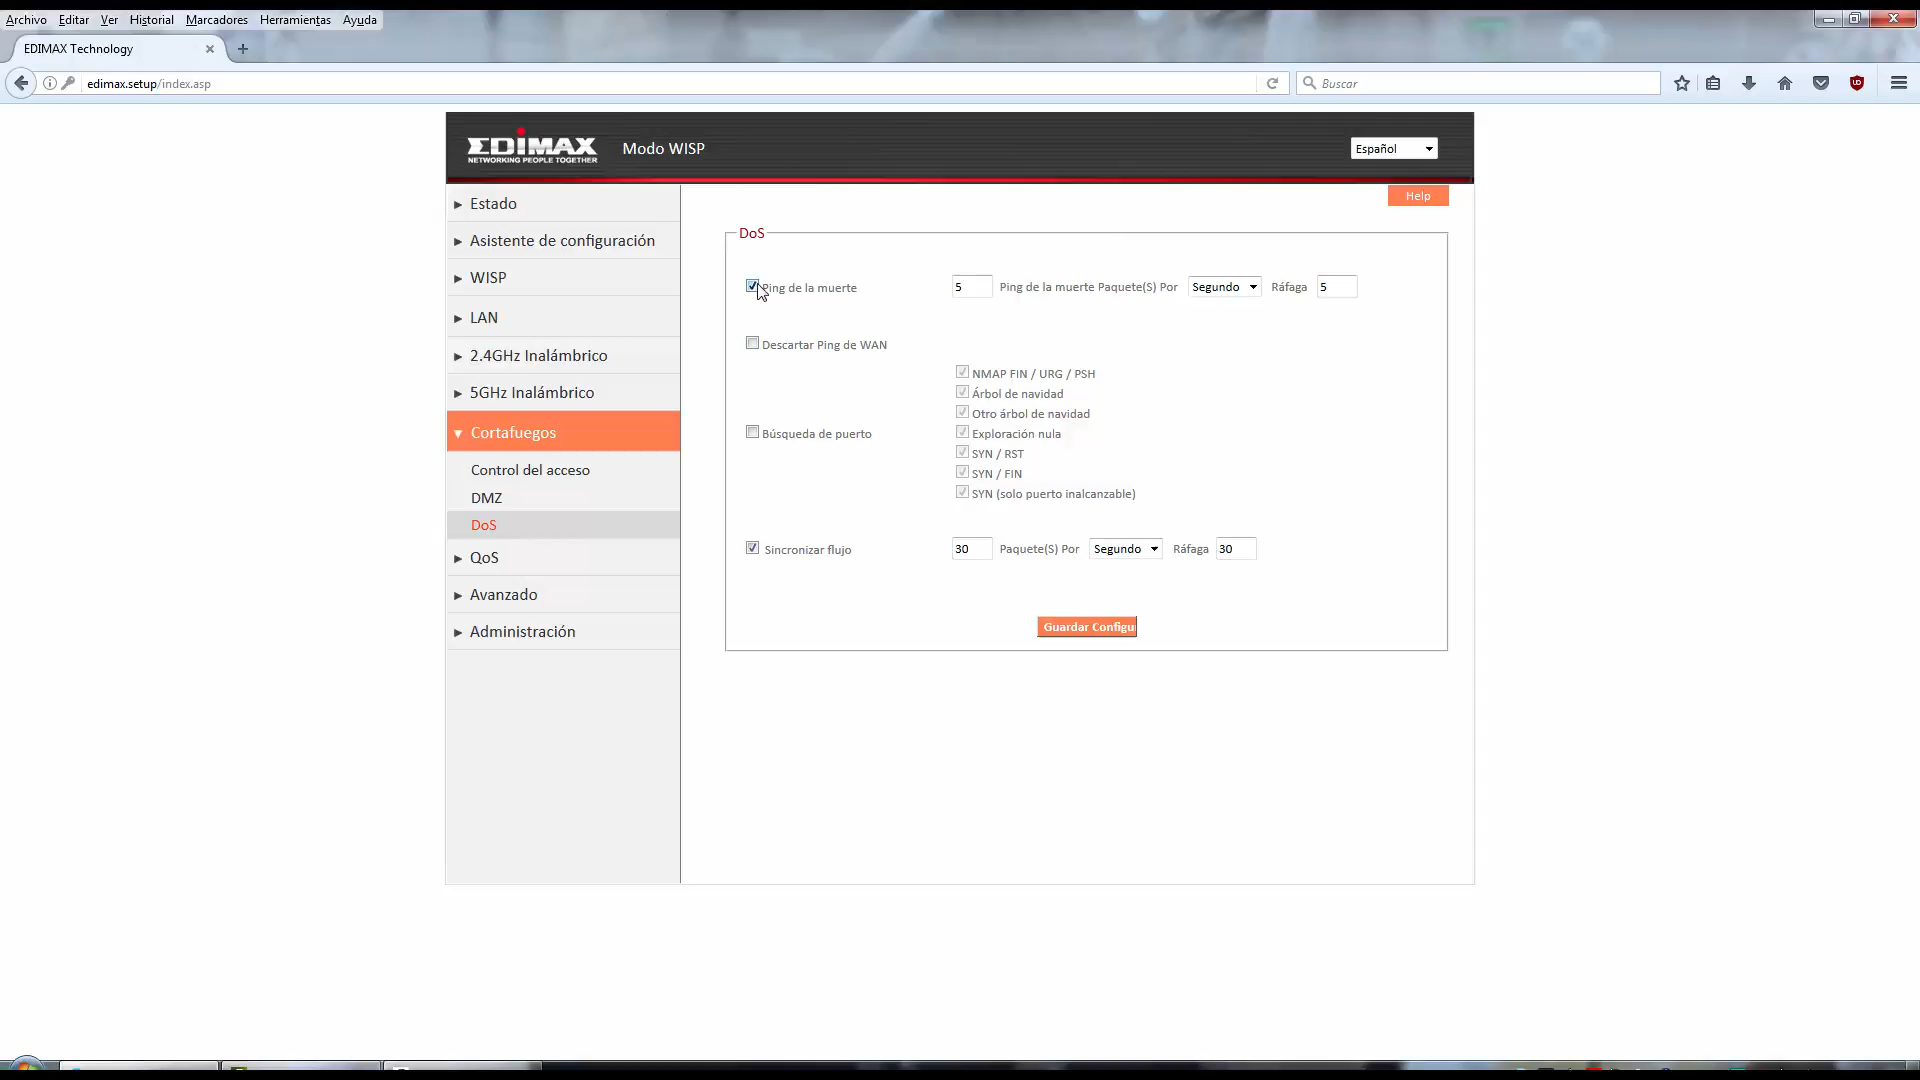 Archivo Editar Ver Historial Marcadores Herramientas Ayuda
EDIMAX Technology
edimax.setup/index.asp
Buscar
EDIMAX
NETWORKING PEOPLE TOGETHER
Modo WISP
Español
Help
Estado
Asistente de configuración
WISP
LAN
2.4GHz Inalámbrico
5GHz Inalámbrico
Cortafuegos
Control del acceso
DMZ
DoS
QoS
Avanzado
Administración
DoS
Ping de la muerte 5 Ping de la muerte Paquete(S) Por Segundo Ráfaga 5
Descartar Ping de WAN
NMAP FIN / URG / PSH
Árbol de navidad
Otro árbol de navidad
Búsqueda de puerto Exploración nula
SYN / RST
SYN / FIN
SYN (solo puerto inalcanzable)
Sincronizar flujo 30 Paquete(S) Por Segundo Ráfaga 30
Guardar Configu